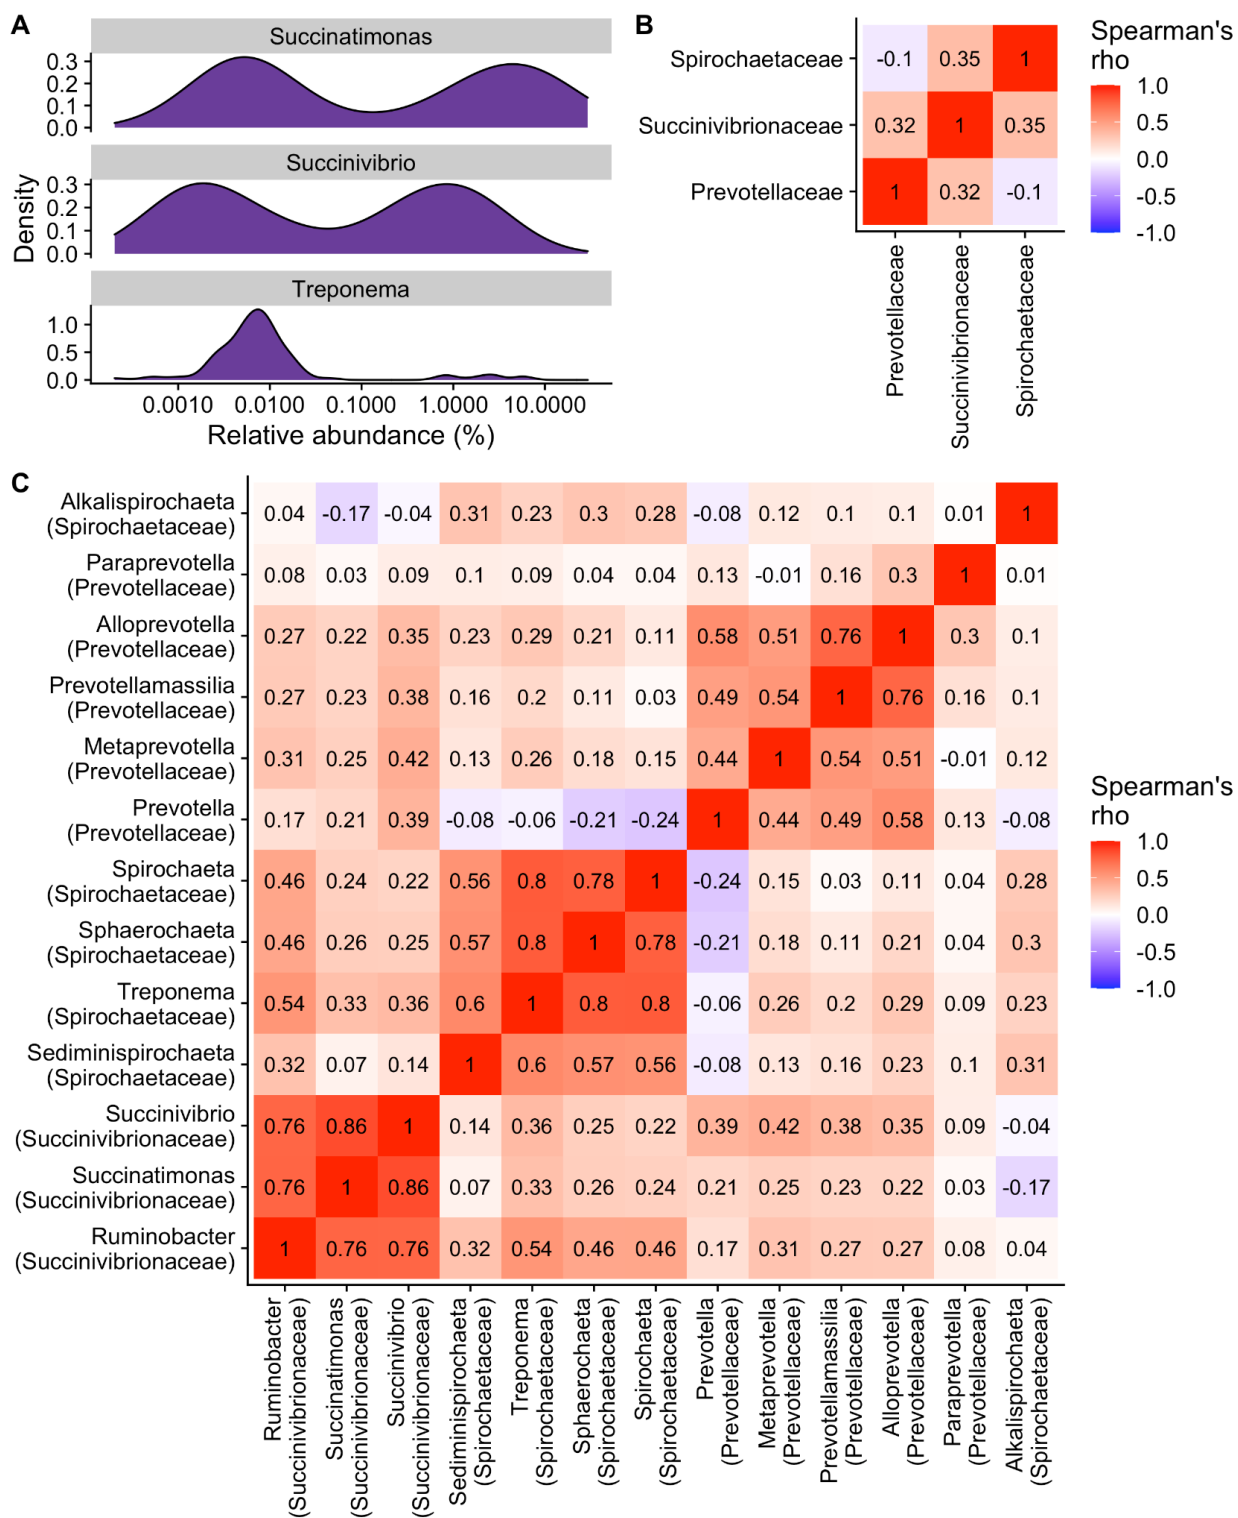 A
Succinatimonas
0.3
0.2
0.1
0.0
Succinivibrio
0.3
0.2
0.1
0.0
Treponema
1.0
0.5
0.0
Density
0.0010 0.0100 0.1000 1.0000 10.0000
Relative abundance (%)
B
Spirochaetaceae -0.1 0.35 1
Succinivibrionaceae 0.32 1 0.35
Prevotellaceae 1 0.32 -0.1
Prevotellaceae
Succinivibrionaceae
Spirochaetaceae
Spearman's
rho
1.0
0.5
0.0
-0.5
-1.0
C
Alkalispirochaeta
(Spirochaetaceae)
0.04 -0.17 -0.04 0.31 0.23 0.3 0.28 -0.08 0.12 0.1 0.1 0.01 1
Paraprevotella
(Prevotellaceae)
0.08 0.03 0.09 0.1 0.09 0.04 0.04 0.13 -0.01 0.16 0.3 1 0.01
Alloprevotella
(Prevotellaceae)
0.27 0.22 0.35 0.23 0.29 0.21 0.11 0.58 0.51 0.76 1 0.3 0.1
Prevotellamassilia
(Prevotellaceae)
0.27 0.23 0.38 0.16 0.2 0.11 0.03 0.49 0.54 1 0.76 0.16 0.1
Metaprevotella
(Prevotellaceae)
0.31 0.25 0.42 0.13 0.26 0.18 0.15 0.44 1 0.54 0.51 -0.01 0.12
Prevotella
(Prevotellaceae)
0.17 0.21 0.39 -0.08 -0.06 -0.21 -0.24 1 0.44 0.49 0.58 0.13 -0.08
Spirochaeta
(Spirochaetaceae)
0.46 0.24 0.22 0.56 0.8 0.78 1 -0.24 0.15 0.03 0.11 0.04 0.28
Sphaerochaeta
(Spirochaetaceae)
0.46 0.26 0.25 0.57 0.8 1 0.78 -0.21 0.18 0.11 0.21 0.04 0.3
Treponema
(Spirochaetaceae)
0.54 0.33 0.36 0.6 1 0.8 0.8 -0.06 0.26 0.2 0.29 0.09 0.23
Sediminispirochaeta
(Spirochaetaceae)
0.32 0.07 0.14 1 0.6 0.57 0.56 -0.08 0.13 0.16 0.23 0.1 0.31
Succinivibrio
(Succinivibrionaceae)
0.76 0.86 1 0.14 0.36 0.25 0.22 0.39 0.42 0.38 0.35 0.09 -0.04
Succinatimonas
(Succinivibrionaceae)
0.76 1 0.86 0.07 0.33 0.26 0.24 0.21 0.25 0.23 0.22 0.03 -0.17
Ruminobacter
(Succinivibrionaceae)
1 0.76 0.76 0.32 0.54 0.46 0.46 0.17 0.31 0.27 0.27 0.08 0.04
Ruminobacter
(Succinivibrionaceae)
Succinatimonas
(Succinivibrionaceae)
Succinivibrio
(Succinivibrionaceae)
Sediminispirochaeta
(Spirochaetaceae)
Treponema
(Spirochaetaceae)
Sphaerochaeta
(Spirochaetaceae)
Spirochaeta
(Spirochaetaceae)
Prevotella
(Prevotellaceae)
Metaprevotella
(Prevotellaceae)
Prevotellamassilia
(Prevotellaceae)
Alloprevotella
(Prevotellaceae)
Paraprevotella
(Prevotellaceae)
Alkalispirochaeta
(Spirochaetaceae)
Spearman's
rho
1.0
0.5
0.0
-0.5
-1.0